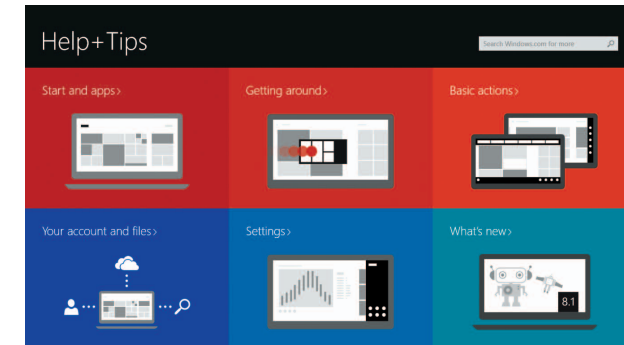 Help+Tips
Search Windows.com for more
Start and apps>
Getting around>
Basic actions>
Your account and files>
Settings>
What's new>
8.1